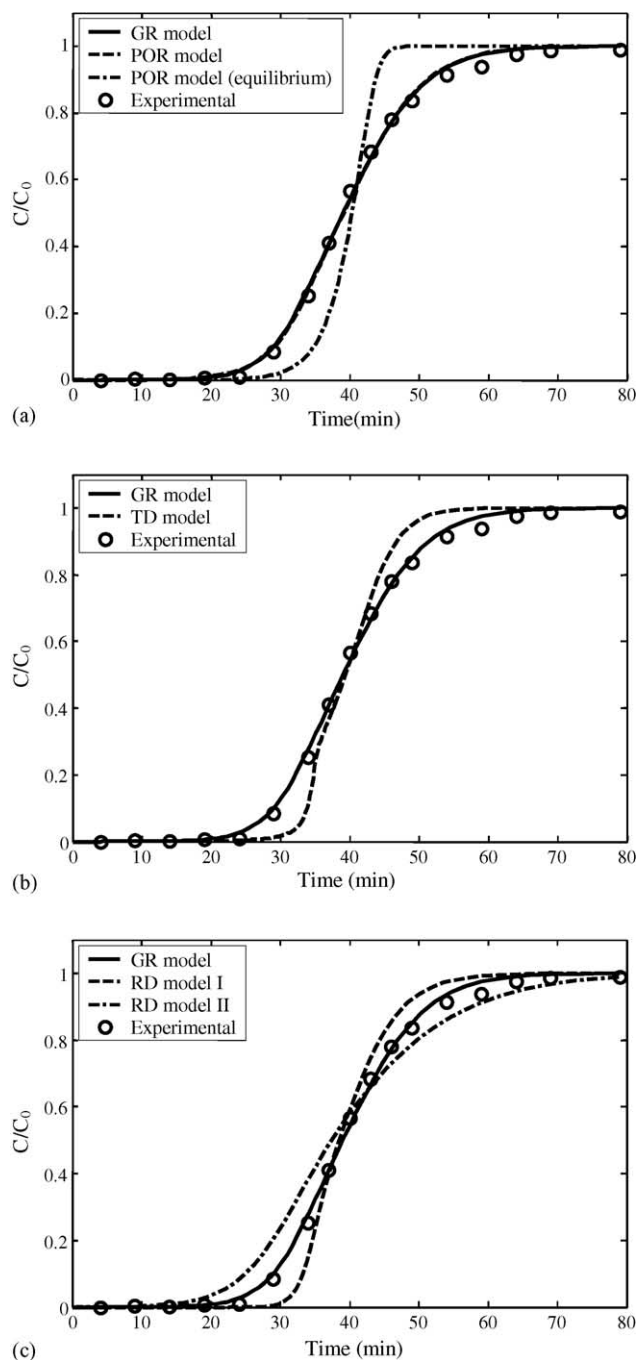 GR model
POR model
POR model (equilibrium)
Experimental
1
0.8
0.6
0.4
0.2
0
C/C0
0 10 20 30 40 50 60 70 80
Time(min)
(a)
GR model
TD model
Experimental
1
0.8
0.6
0.4
0.2
0
C/C0
0 10 20 30 40 50 60 70 80
Time (min)
(b)
GR model
RD model I
RD model II
Experimental
1
0.8
0.6
0.4
0.2
0
C/C0
0 10 20 30 40 50 60 70 80
Time (min)
(c)